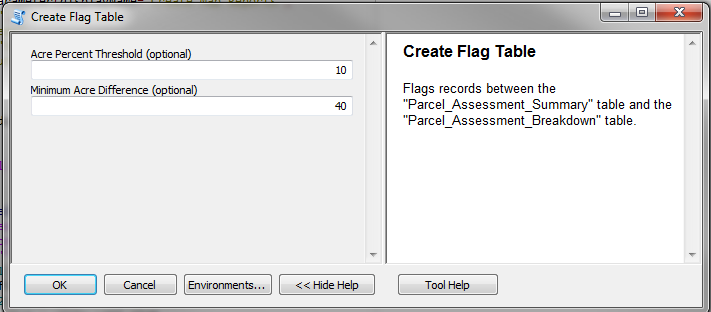 Create Flag Table
Acre Percent Threshold (optional)
10
Minimum Acre Difference (optional)
40
Create Flag Table
Flags records between the
"Parcel_Assessment_Summary" table and the
"Parcel_Assessment_Breakdown" table.
OK
Cancel
Environments...
<< Hide Help
Tool Help